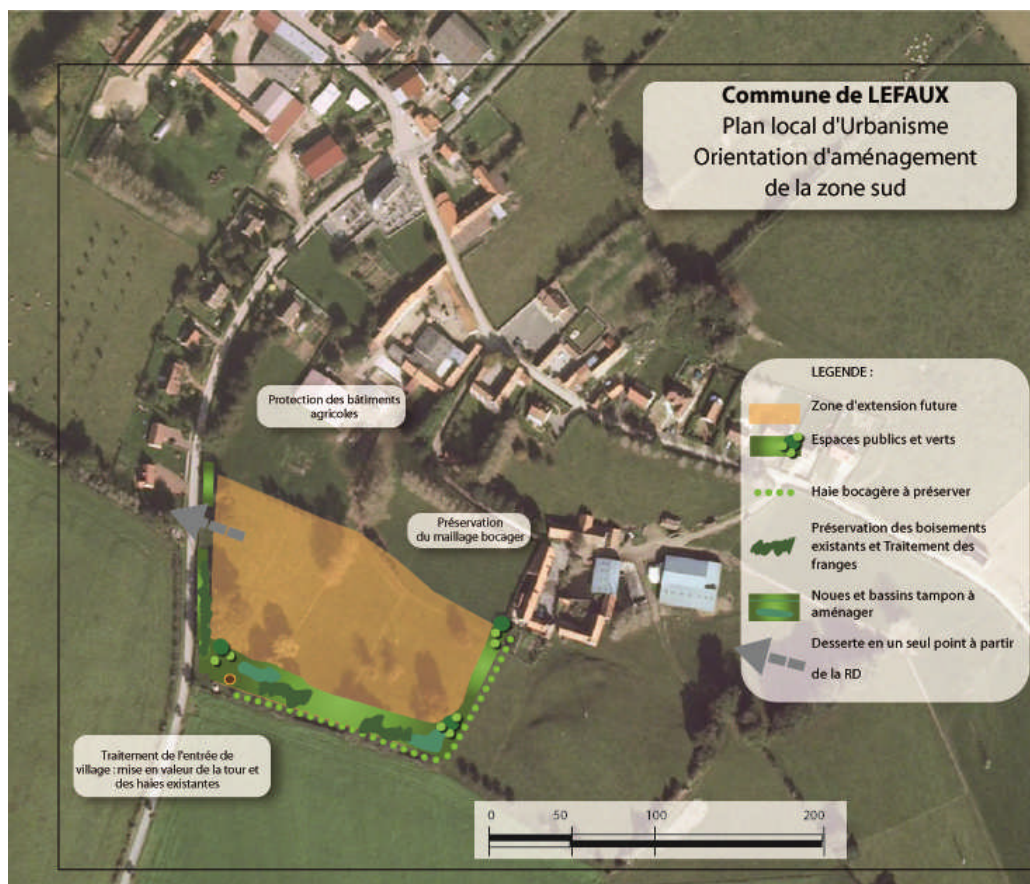 Commune de LEFAUX
Plan local d'Urbanisme
Orientation d'aménagement
de la zone sud
Protection des bâtiments
agricoles
Préservation
du maillage bocager
LEGENDE :
Zone d'extension future
Espaces publics et verts
Haie bocagère à préserver
Préservation des boisements
existants et Traitement des
franges
Noues et bassins tampon à
aménager
Desserte en un seul point à partir
de la RD
Traitement de l'entrée de
village : mise en valeur de la tour et
des haies existantes
0 50 100 200